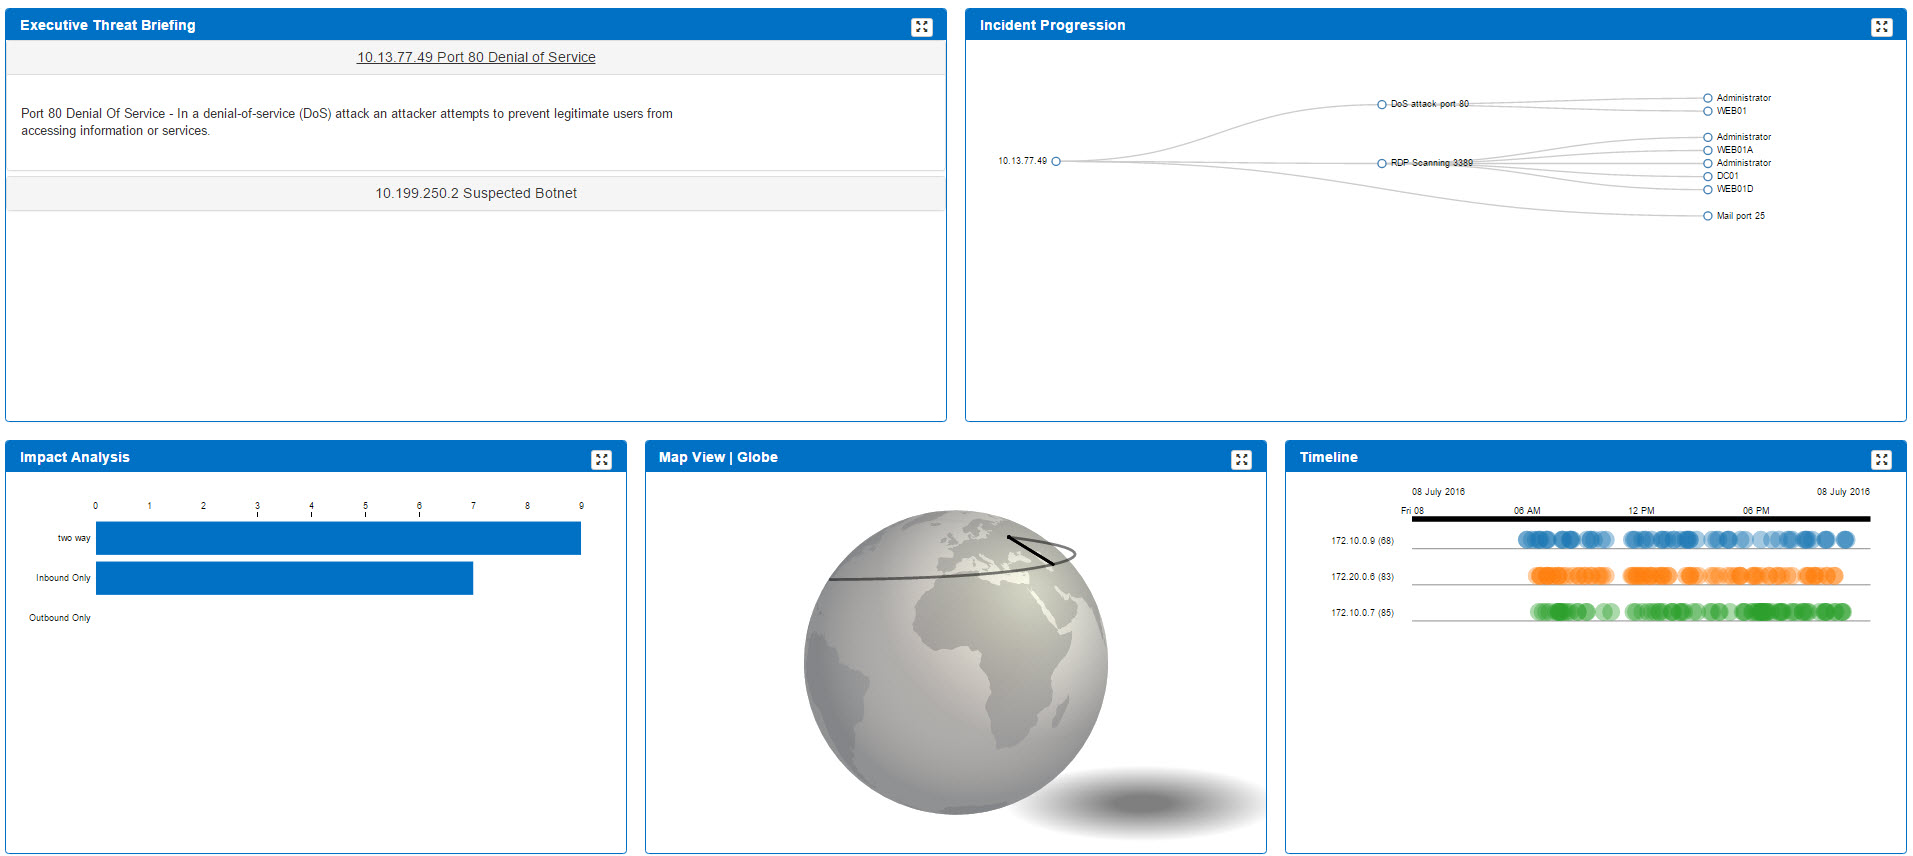 Executive Threat Briefing
10.13.77.49 Port 80 Denial of Service
Port 80 Denial Of Service - In a denial-of-service (DoS) attack an attacker attempts to prevent legitimate users from
accessing information or services.
10.199.250.2 Suspected Botnet
Incident Progression
10.13.77.49
DoS attack port 80
Administrator
WEB01
RDP Scanning 3389
Administrator
WEB01A
Administrator
DC01
WEB01D
Mail port 25
Impact Analysis
0 1 2 3 4 5 6 7 8 9
two way
Inbound Only
Outbound Only
Map View | Globe
Timeline
08 July 2016 08 July 2016
Fri 08 06 AM 12 PM 06 PM
172.10.0.9 (68)
172.20.0.6 (83)
172.10.0.7 (85)